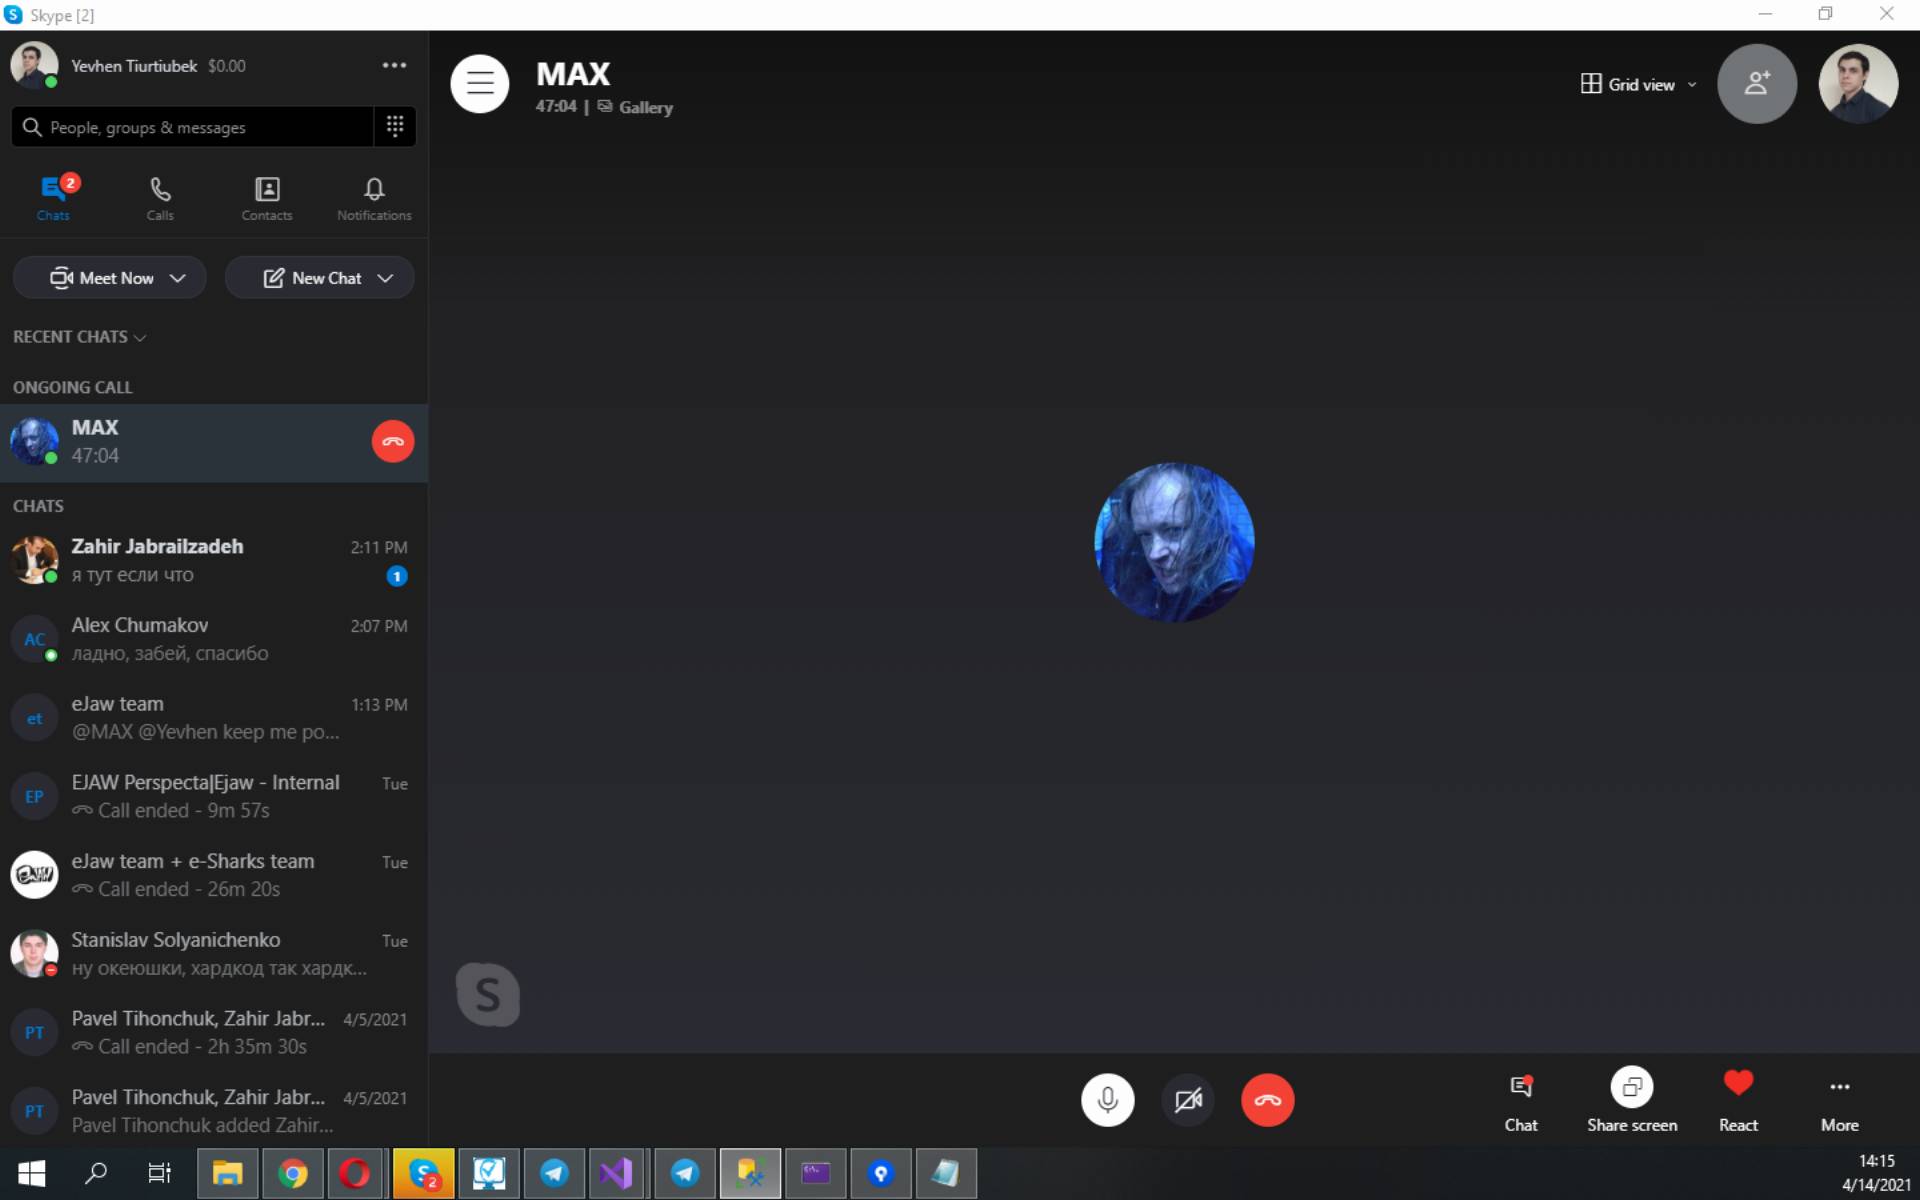 Skype [2]
Yevhen Tiurtiubek $0.00
People, groups & messages
2
Chats
Calls
Contacts
Notifications
Meet Now
New Chat
RECENT CHATS
ONGOING CALL
MAX
47:04
CHATS
Zahir Jabrailzadeh 2:11 PM
я тут если что 1
AC
Alex Chumakov 2:07 PM
ладно, забей, спасибо
et
eJaw team 1:13 PM
@MAX @Yevhen keep me po...
EP
EJAW Perspecta|Ejaw - Internal Tue
Call ended - 9m 57s
eJaw team + e-Sharks team Tue
Call ended - 26m 20s
Stanislav Solyanichenko Tue
ну океюшки, хардкод так хардк...
PT
Pavel Tihonchuk, Zahir Jabr... 4/5/2021
Call ended - 2h 35m 30s
PT
Pavel Tihonchuk, Zahir Jabr... 4/5/2021
Pavel Tihonchuk added Zahir...
MAX
47:04 | Gallery
Grid view
S
Chat
Share screen
React
More
2
14:15
4/14/2021